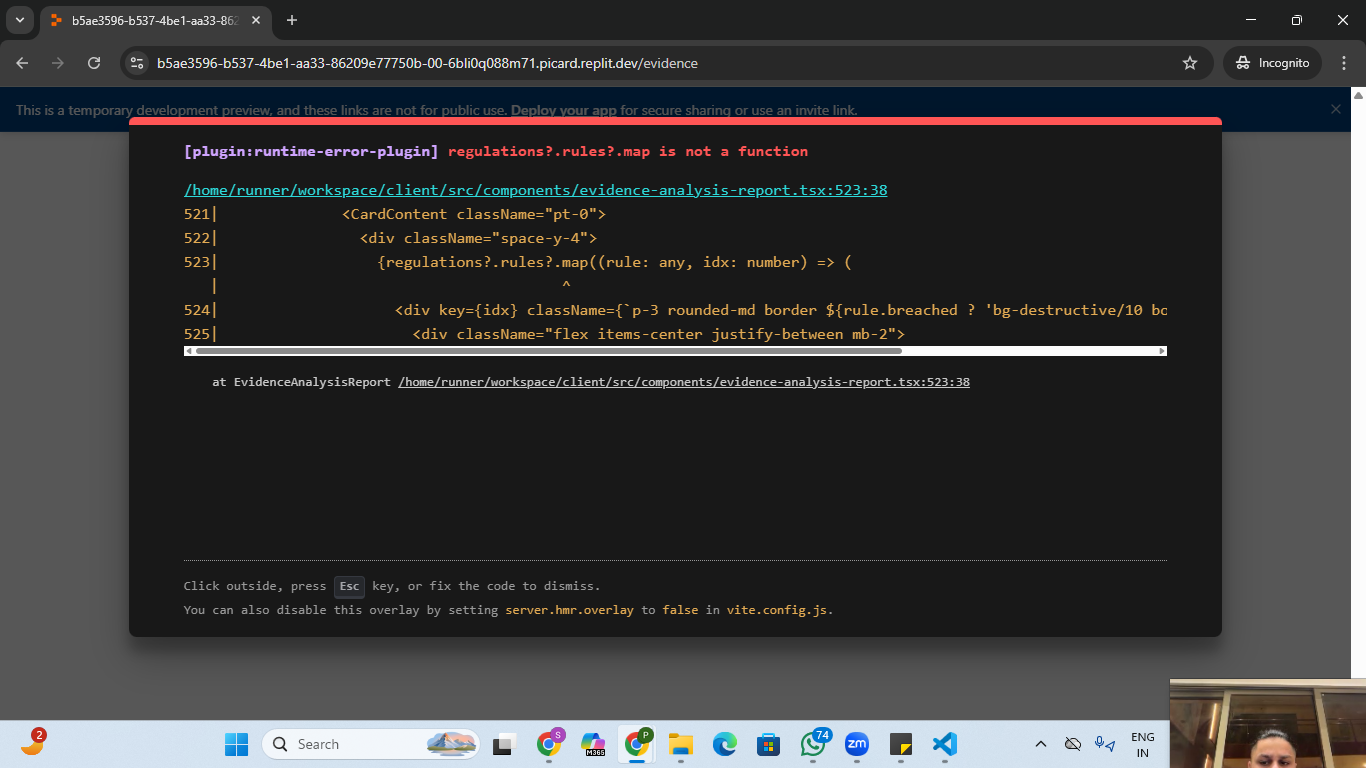 b5ae3596-b537-4be1-aa33-862
b5ae3596-b537-4be1-aa33-86209e77750b-00-6bli0q088m71.picard.replit.dev/evidence
Incognito
This is a temporary development preview, and these links are not for public use. Deploy your app for secure sharing or use an invite link.
[plugin:runtime-error-plugin] regulations?.rules?.map is not a function
/home/runner/workspace/client/src/components/evidence-analysis-report.tsx:523:38
521|              <CardContent className="pt-0">
522|                <div className="space-y-4">
523|                  {regulations?.rules?.map((rule: any, idx: number) => (
   |                                       ^
524|                    <div key={idx} className={`p-3 rounded-md border ${rule.breached ? 'bg-destructive/10 bo
525|                      <div className="flex items-center justify-between mb-2">
at EvidenceAnalysisReport /home/runner/workspace/client/src/components/evidence-analysis-report.tsx:523:38
Click outside, press Esc key, or fix the code to dismiss.
You can also disable this overlay by setting server.hmr.overlay to false in vite.config.js.
2
Search
S
M365
P
74
zm
ENG
IN